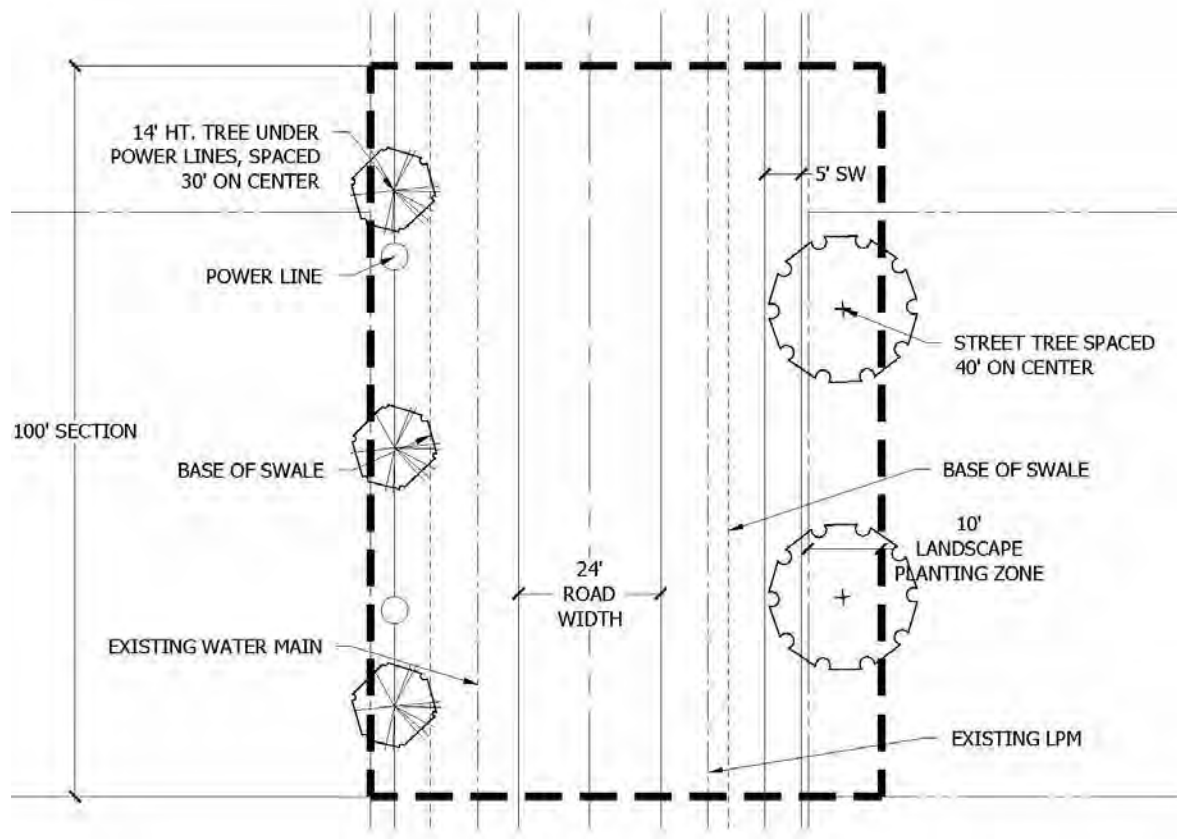 14' HT. TREE UNDER
POWER LINES, SPACED
30' ON CENTER
5' SW
POWER LINE
STREET TREE SPACED
40' ON CENTER
100' SECTION
BASE OF SWALE
BASE OF SWALE
10'
LANDSCAPE
PLANTING ZONE
24'
ROAD
WIDTH
EXISTING WATER MAIN
EXISTING LPM